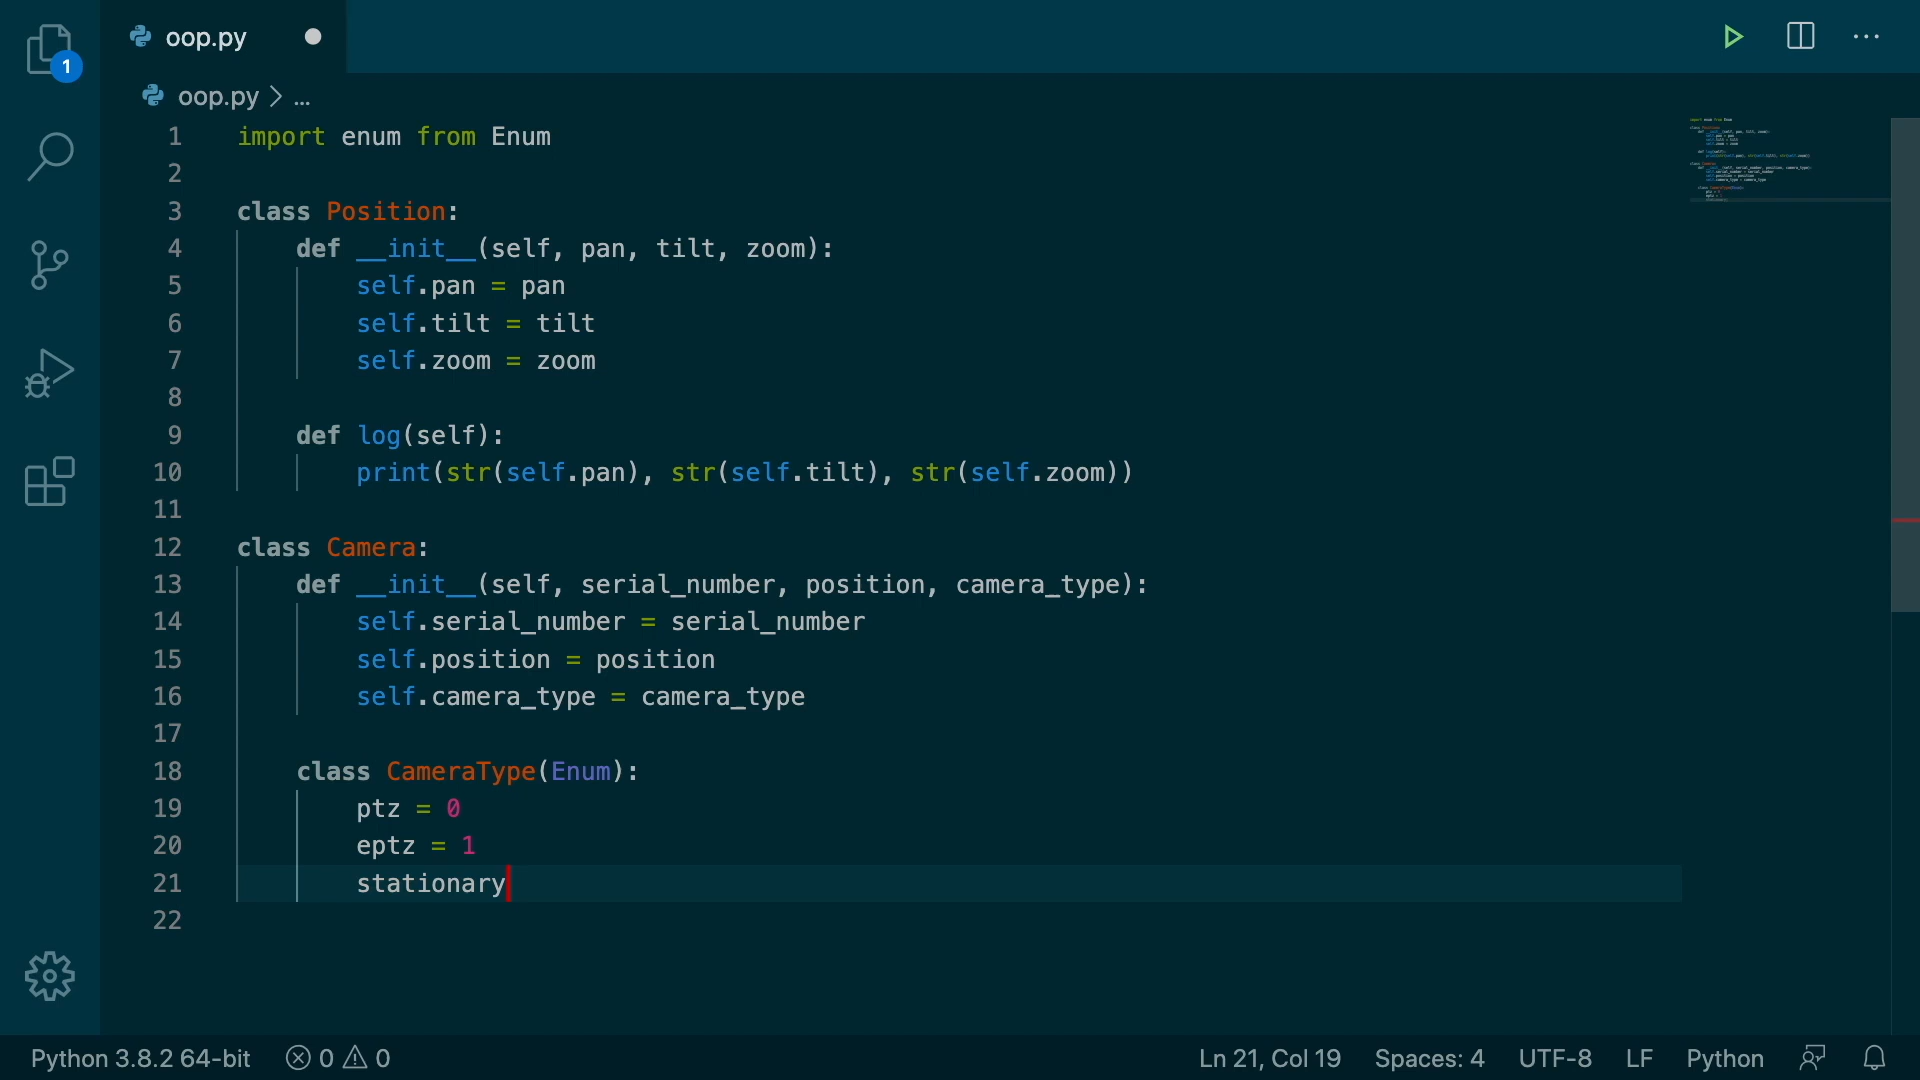 oop.py
1
oop.py > ...
1 import enum from Enum
2
3 class Position:
4     def __init__(self, pan, tilt, zoom):
5         self.pan = pan
6         self.tilt = tilt
7         self.zoom = zoom
8
9     def log(self):
10         print(str(self.pan), str(self.tilt), str(self.zoom))
11
12 class Camera:
13     def __init__(self, serial_number, position, camera_type):
14         self.serial_number = serial_number
15         self.position = position
16         self.camera_type = camera_type
17
18     class CameraType(Enum):
19         ptz = 0
20         eptz = 1
21         stationary
22
Python 3.8.2 64-bit 0 0 Ln 21, Col 19 Spaces: 4 UTF-8 LF Python